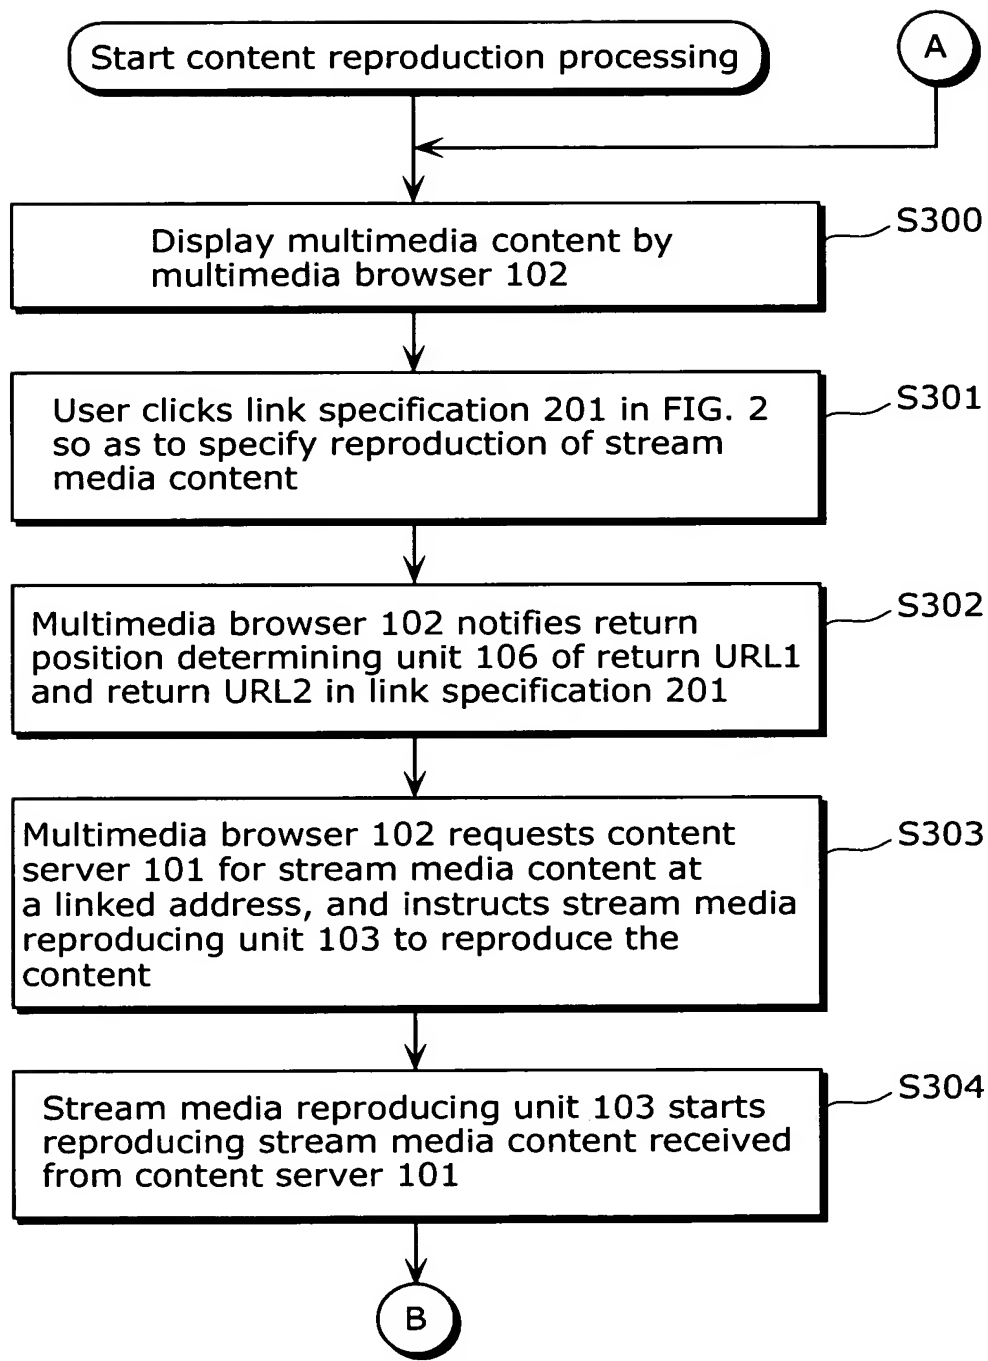 Start content reproduction processing
A
Display multimedia content by
multimedia browser 102
S300
User clicks link specification 201 in FIG. 2
so as to specify reproduction of stream
media content
S301
Multimedia browser 102 notifies return
position determining unit 106 of return URL1
and return URL2 in link specification 201
S302
Multimedia browser 102 requests content
server 101 for stream media content at
a linked address, and instructs stream media
reproducing unit 103 to reproduce the
content
S303
Stream media reproducing unit 103 starts
reproducing stream media content received
from content server 101
S304
B